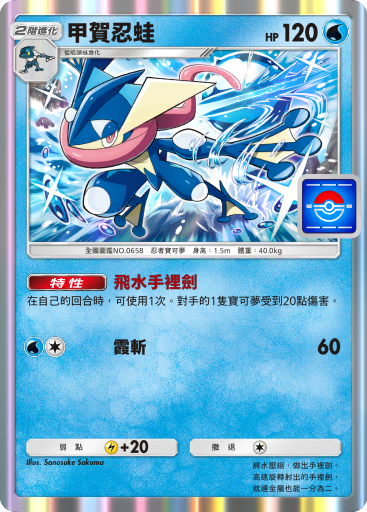 2階進化
甲賀忍蛙
HP 120
從呱頭蛙進化
全國圖鑑NO.0658 忍者寶可夢 身高：1.5m 體重：40.0kg
特性 飛水手裡劍
在自己的回合時，可使用1次。對手的1隻寶可夢受到20點傷害。
霞斬 60
弱點 +20 撤退
Illus. Sanosuke Sakuma
將水壓縮，做出手裡劍。
高速旋轉射出的手裡劍，
就連金屬也能一分為二。